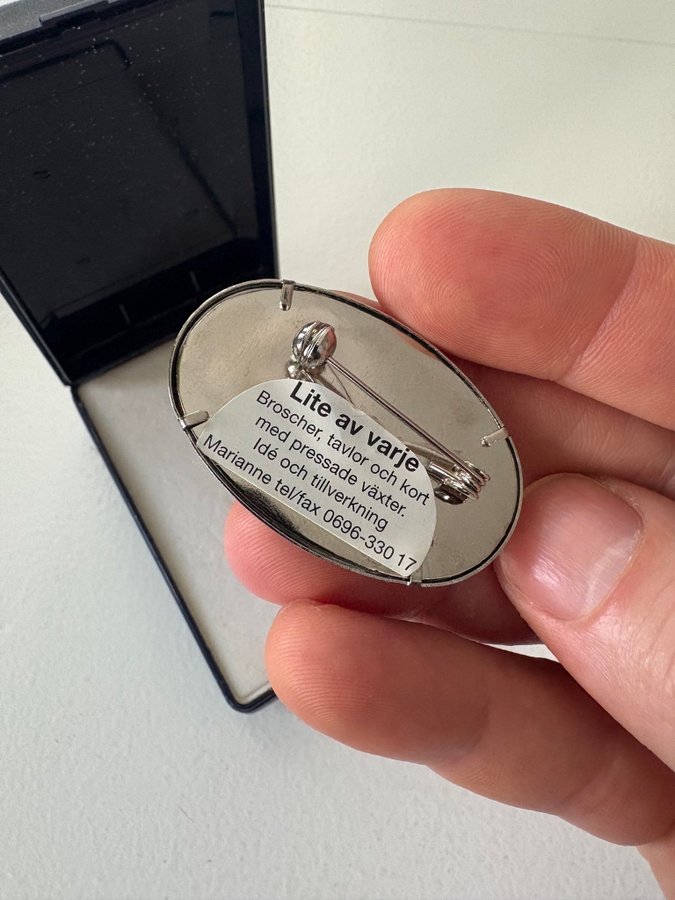 Lite av varje
Broscher, tavlor och kort
med pressade växter.
Idé och tillverkning
Marianne tel/fax 0696-330 17